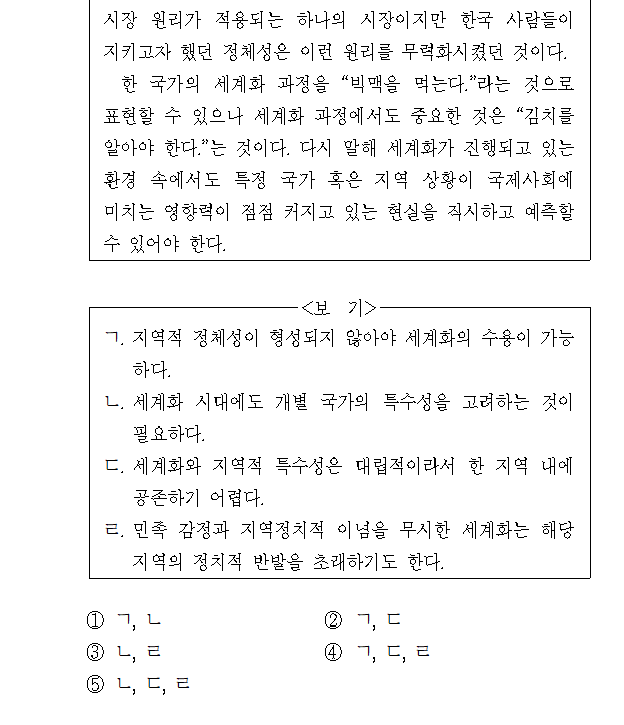 시장 원리가 적용되는 하나의 시장이지만 한국 사람들이
지키고자 했던 정체성은 이런 원리를 무력화시켰던 것이다.
한 국가의 세계화 과정을 “빅맥을 먹는다.”라는 것으로
표현할 수 있으나 세계화 과정에서도 중요한 것은 “김치를
알아야 한다.”는 것이다. 다시 말해 세계화가 진행되고 있는
환경 속에서도 특정 국가 혹은 지역 상황이 국제사회에
미치는 영향력이 점점 커지고 있는 현실을 직시하고 예측할
수 있어야 한다.
<보 기>
ㄱ. 지역적 정체성이 형성되지 않아야 세계화의 수용이 가능
하다.
ㄴ. 세계화 시대에도 개별 국가의 특수성을 고려하는 것이
필요하다.
ㄷ. 세계화와 지역적 특수성은 대립적이라서 한 지역 내에
공존하기 어렵다.
ㄹ. 민족 감정과 지역정치적 이념을 무시한 세계화는 해당
지역의 정치적 반발을 초래하기도 한다.
① ㄱ, ㄴ ② ㄱ, ㄷ
③ ㄴ, ㄹ ④ ㄱ, ㄷ, ㄹ
⑤ ㄴ, ㄷ, ㄹ